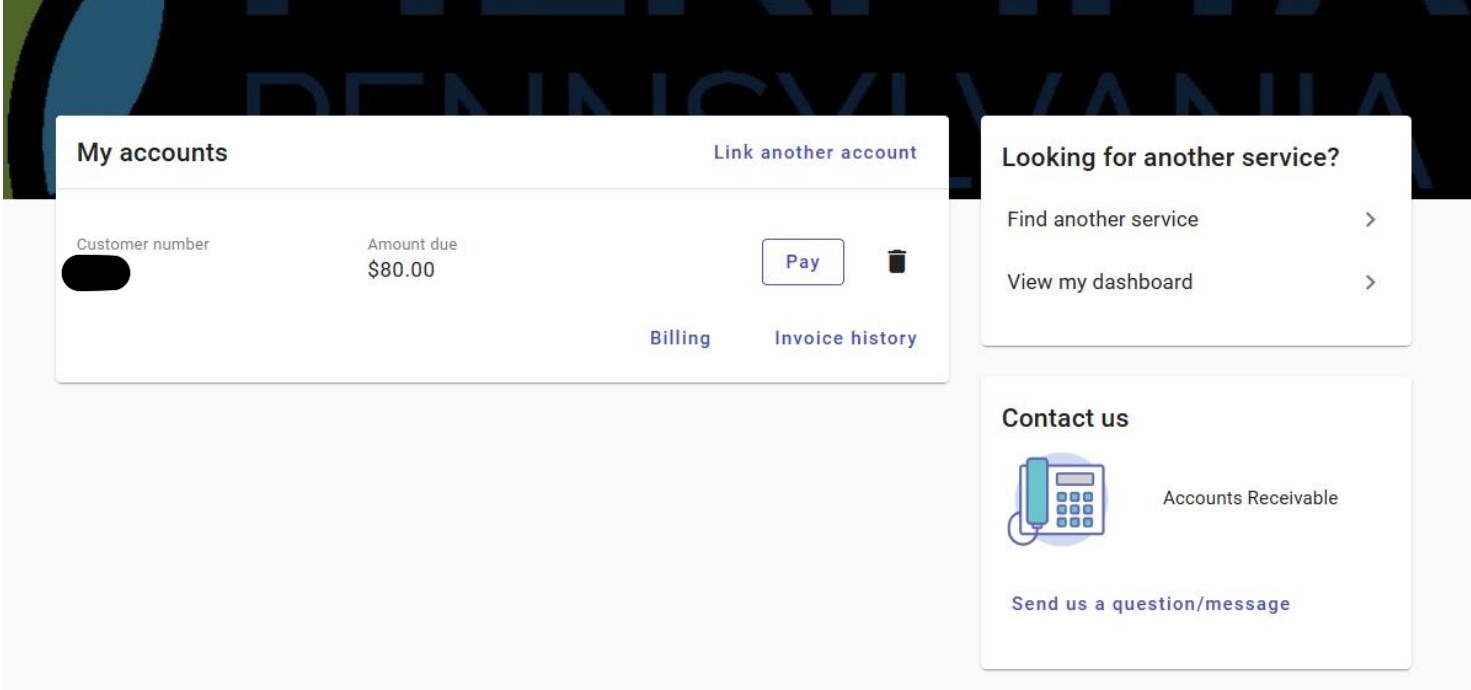 PENNSYLVANIA
My accounts
Link another account
Customer number
Amount due
$80.00
Pay
Billing
Invoice history
Looking for another service?
Find another service
View my dashboard
Contact us
Accounts Receivable
Send us a question/message